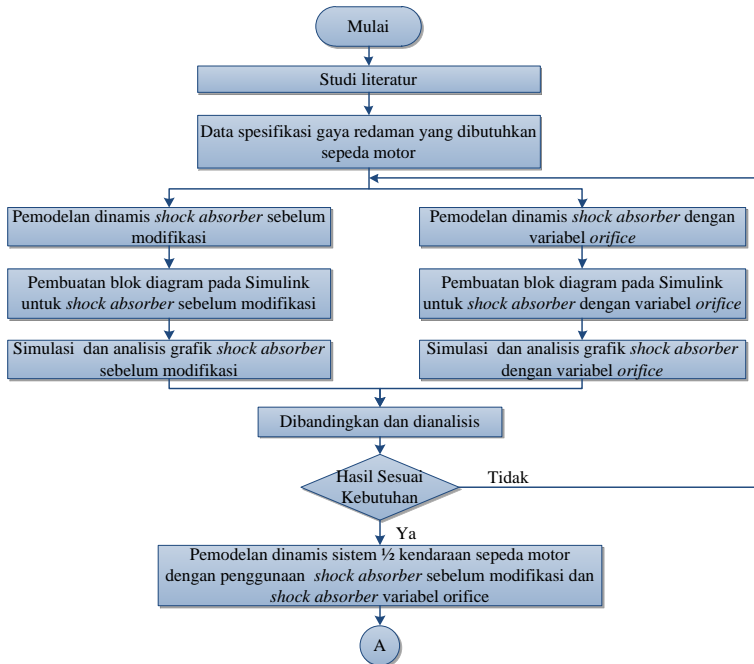 Mulai
Studi literatur
Data spesifikasi gaya redaman yang dibutuhkan
sepeda motor
Pemodelan dinamis shock absorber sebelum
modifikasi
Pembuatan blok diagram pada Simulink
untuk shock absorber sebelum modifikasi
Simulasi dan analisis grafik shock absorber
sebelum modifikasi
Pemodelan dinamis shock absorber dengan
variabel orifice
Pembuatan blok diagram pada Simulink
untuk shock absorber dengan variabel orifice
Simulasi dan analisis grafik shock absorber
dengan variabel orifice
Dibandingkan dan dianalisis
Hasil Sesuai
Kebutuhan
Tidak
Ya
Pemodelan dinamis sistem ½ kendaraan sepeda motor
dengan penggunaan shock absorber sebelum modifikasi dan
shock absorber variabel orifice
A